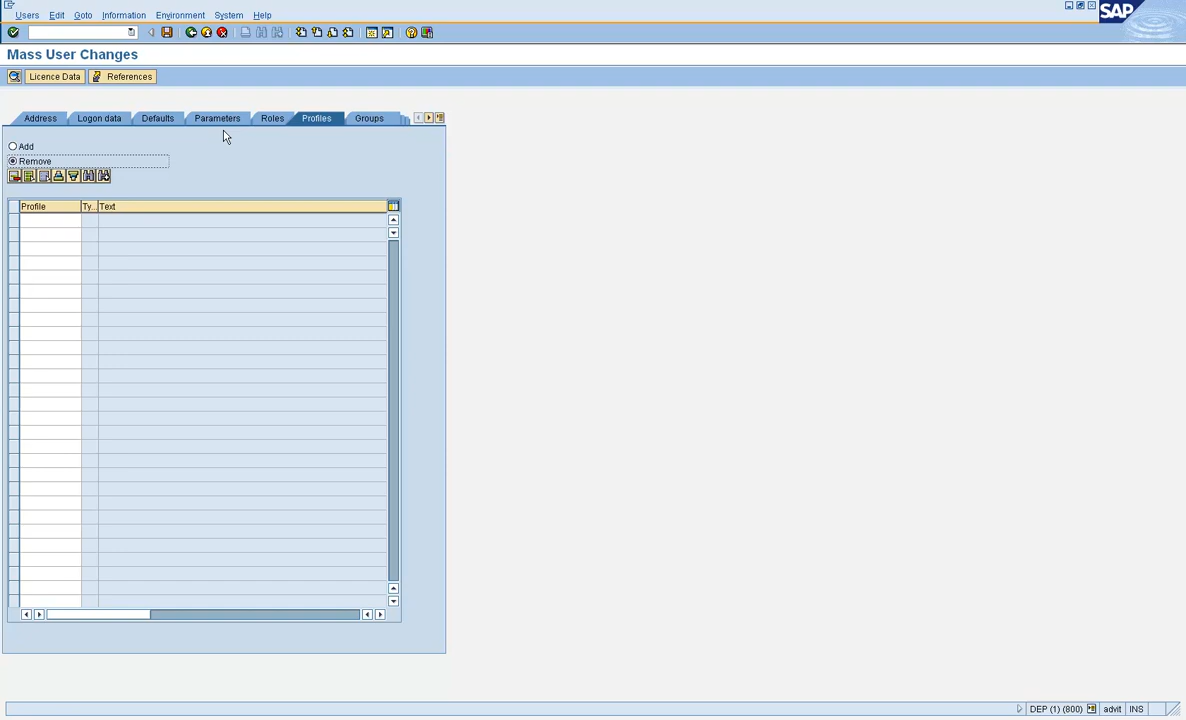 Users Edit Goto Information Environment System Help
SAP
Mass User Changes
Licence Data References
Address Logon data Defaults Parameters Roles Profiles Groups
Add
Remove
Profile Ty... Text
DEP (1) (800) advit INS